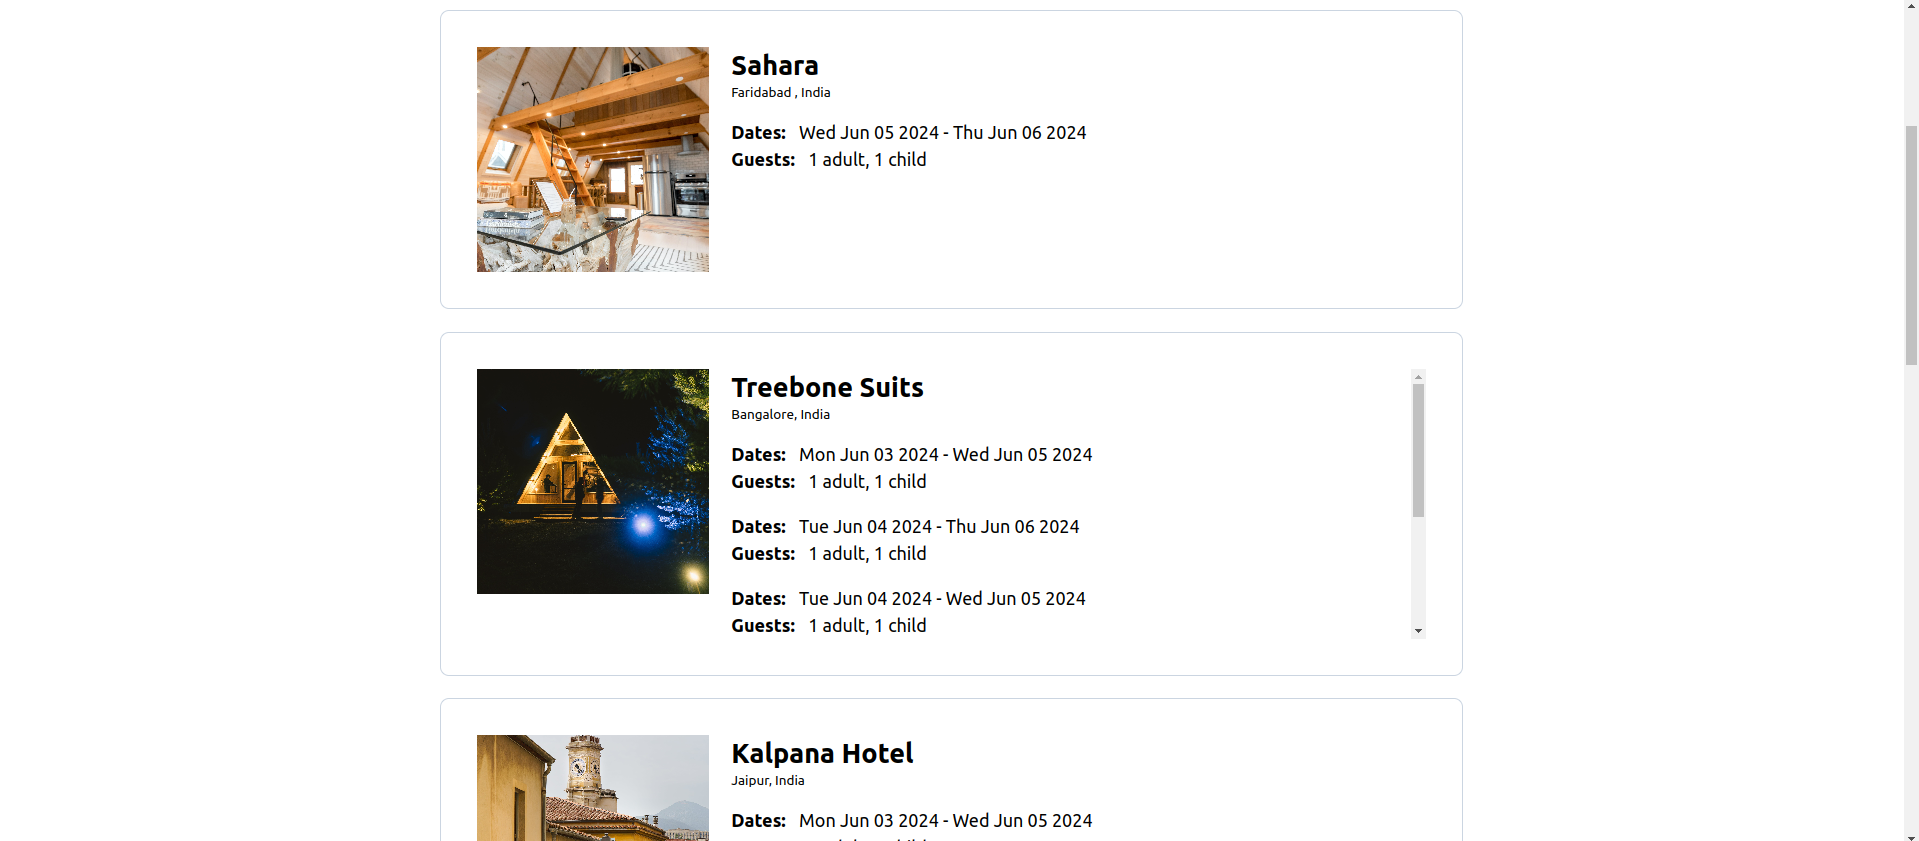 Sahara
Faridabad , India
Dates: Wed Jun 05 2024 - Thu Jun 06 2024
Guests: 1 adult, 1 child
Treebone Suits
Bangalore, India
Dates: Mon Jun 03 2024 - Wed Jun 05 2024
Guests: 1 adult, 1 child
Dates: Tue Jun 04 2024 - Thu Jun 06 2024
Guests: 1 adult, 1 child
Dates: Tue Jun 04 2024 - Wed Jun 05 2024
Guests: 1 adult, 1 child
Kalpana Hotel
Jaipur, India
Dates: Mon Jun 03 2024 - Wed Jun 05 2024